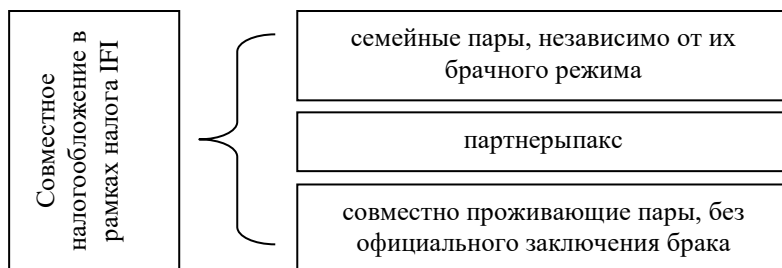 Совместное
налогообложение в
рамках налога IFI
семейные пары, независимо от их
брачного режима
партнерыпакс
совместно проживающие пары, без
официального заключения брака